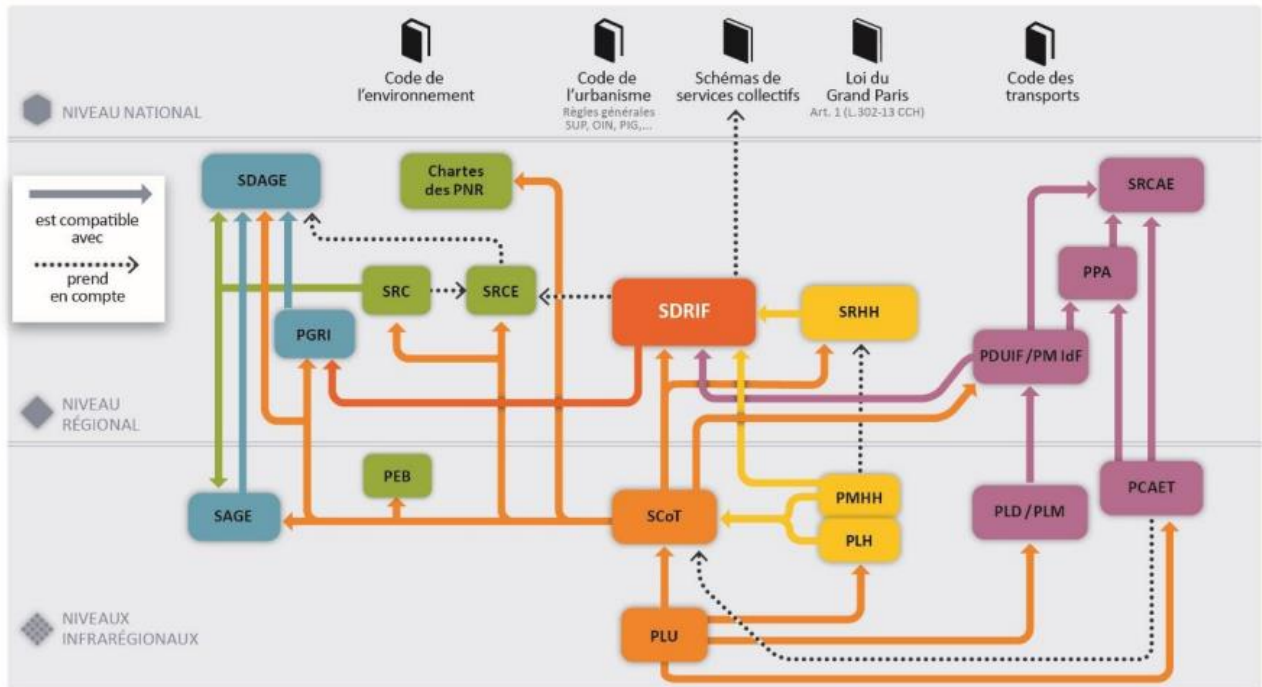 Code de
l'environnement
Code de
l'urbanisme
Règles générales
SUP, OIN, PIG,...
Schémas de
services collectifs
Loi du
Grand Paris
Art. 1 (L.302-13 CCH)
Code des
transports
NIVEAU NATIONAL
SDAGE
Chartes
des PNR
SRCAE
est compatible
avec
prend
en compte
PPA
SRC
SRCE
SDRIF
SRHH
PGRI
PDUIF/PM IdF
NIVEAU
RÉGIONAL
PEB
PMHH
PCAET
SAGE
SCoT
PLD / PLM
PLH
NIVEAUX
INFRARÉGIONAUX
PLU